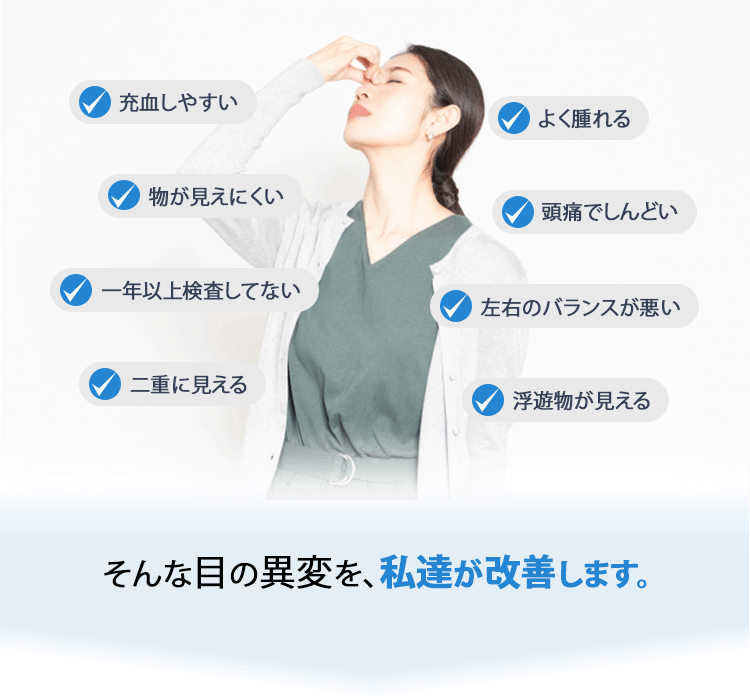 充血しやすい
よく腫れる
物が見えにくい
頭痛でしんどい
一年以上検査してない
左右のバランスが悪い
二重に見える
浮遊物が見える
そんな目の異変を、私達が改善します。